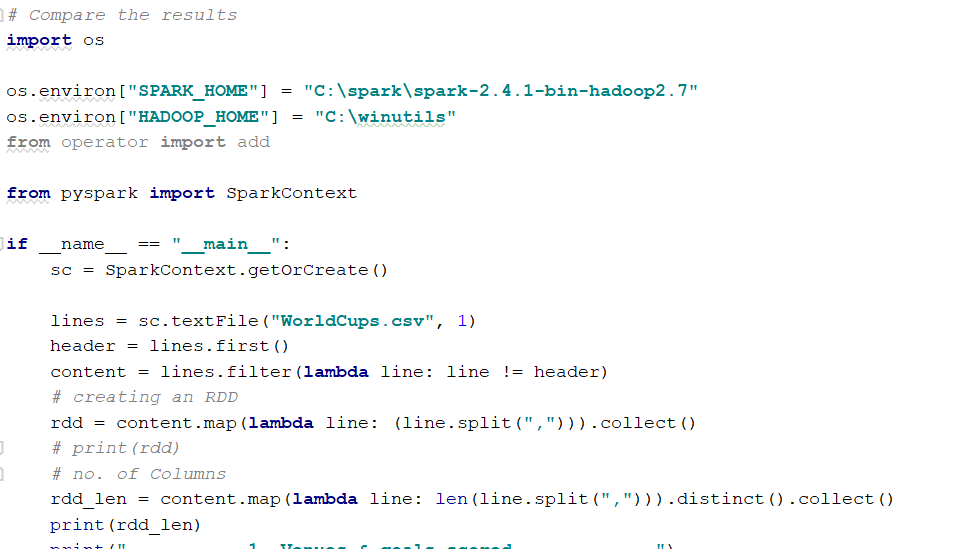 # Compare the results
import os
os.environ["SPARK_HOME"] = "C:\spark\spark-2.4.1-bin-hadoop2.7"
os.environ["HADOOP_HOME"] = "C:\winutils"
from operator import add
from pyspark import SparkContext
if __name__ == "__main__":
    sc = SparkContext.getOrCreate()
    lines = sc.textFile("WorldCups.csv", 1)
    header = lines.first()
    content = lines.filter(lambda line: line != header)
    # creating an RDD
    rdd = content.map(lambda line: (line.split(","))).collect()
    # print(rdd)
    # no. of Columns
    rdd_len = content.map(lambda line: len(line.split(","))).distinct().collect()
    print(rdd_len)
    print("